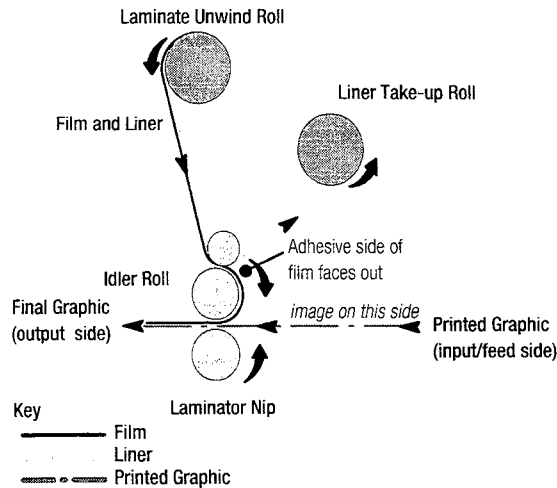 Laminate Unwind Roll
Liner Take-up Roll
Film and Liner
Adhesive side of
film faces out
Idler Roll
Final Graphic
(output side)
image on this side
Printed Graphic
(input/feed side)
Laminator Nip
Key
Film
Liner
Printed Graphic